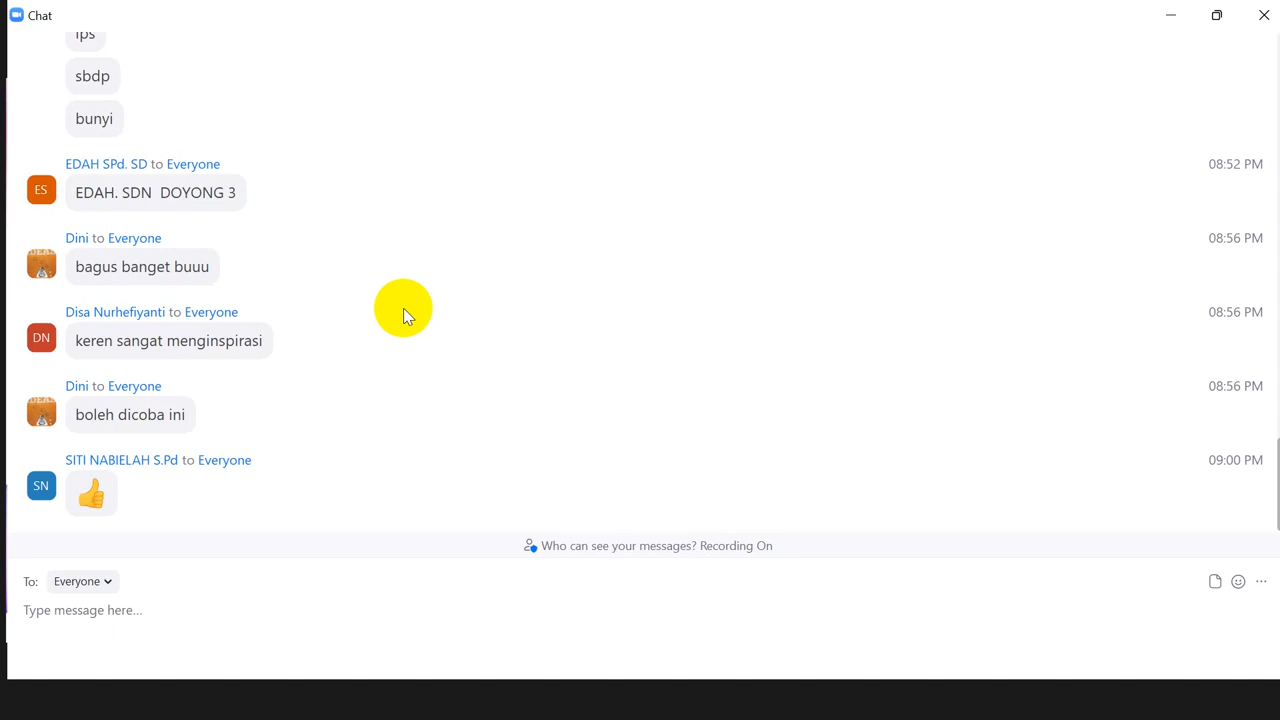 Chat
ips
sbdp
bunyi
EDAH SPd. SD to Everyone 08:52 PM
ES
EDAH. SDN DOYONG 3
Dini to Everyone 08:56 PM
bagus banget buuu
Disa Nurhefiyanti to Everyone 08:56 PM
DN
keren sangat menginspirasi
Dini to Everyone 08:56 PM
boleh dicoba ini
SITI NABIELAH S.Pd to Everyone 09:00 PM
SN
👍
Who can see your messages? Recording On
To: Everyone
Type message here...